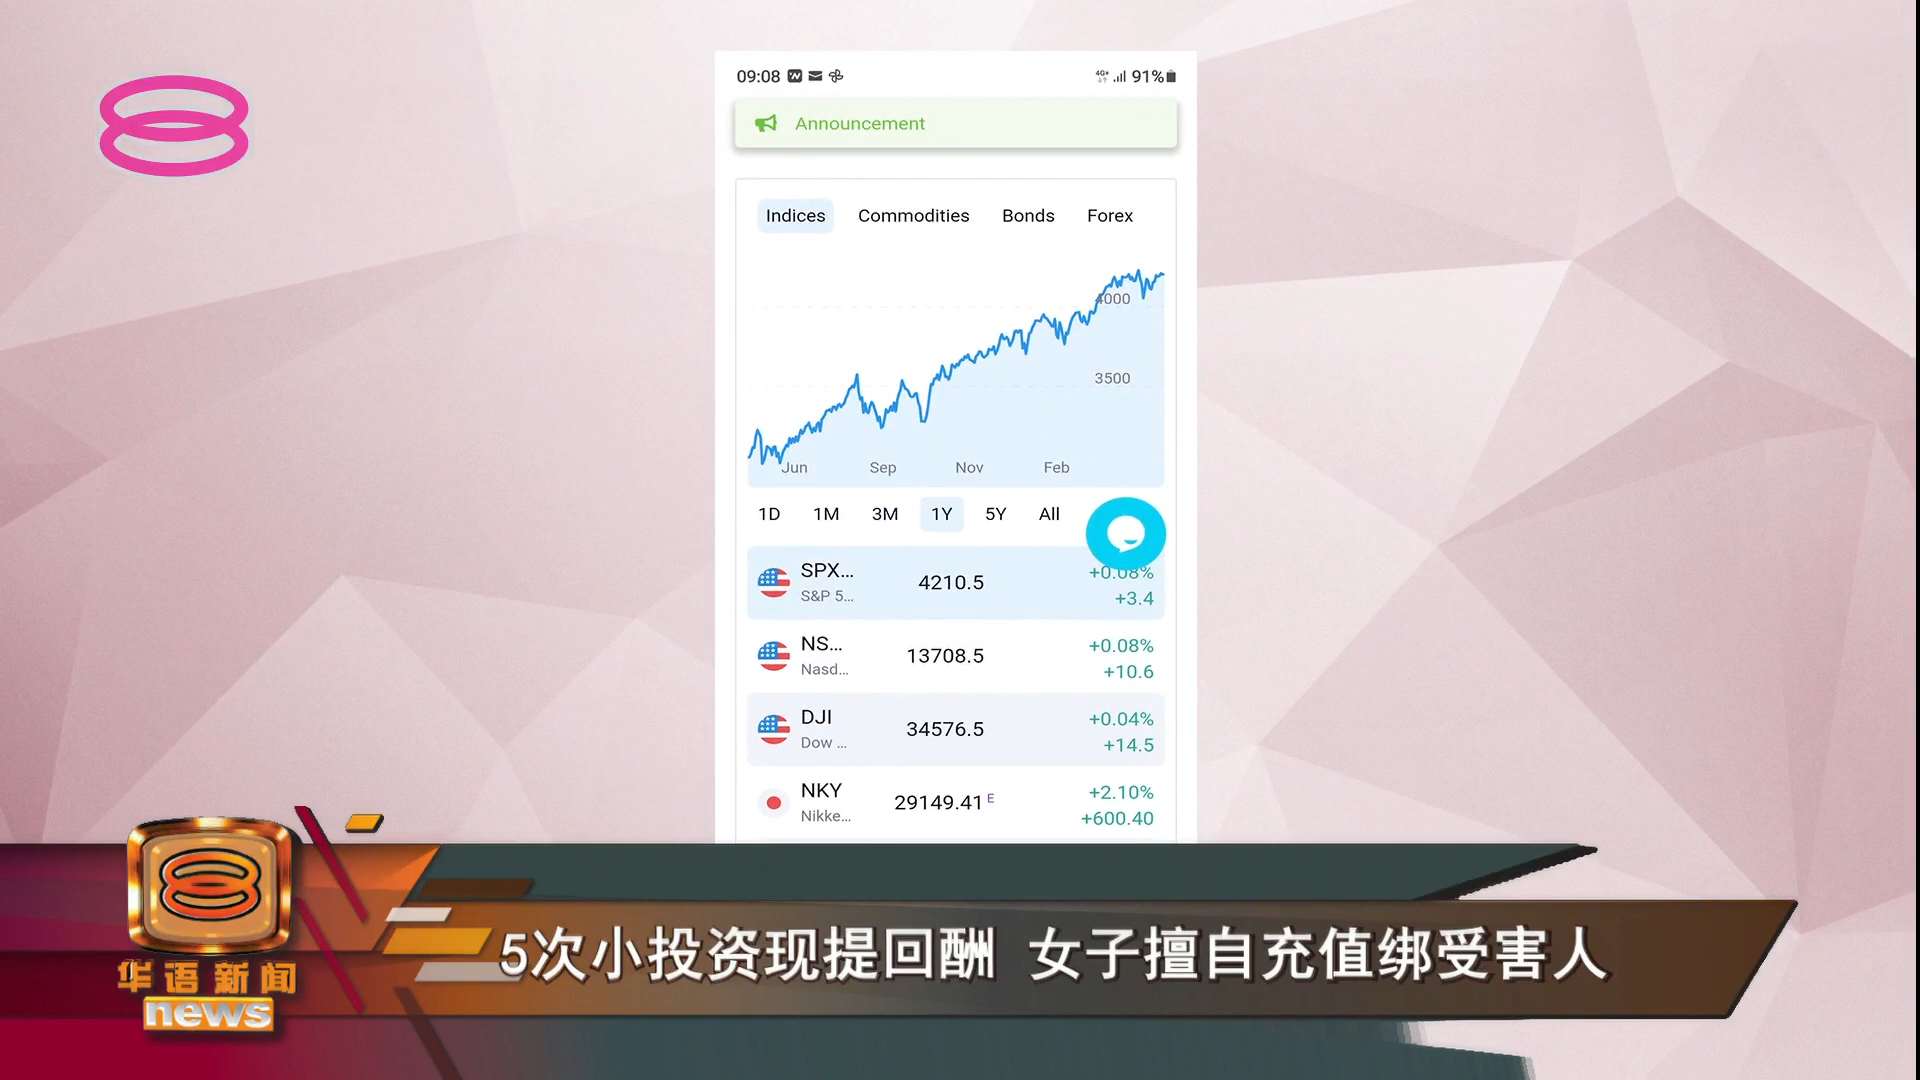 09:08
4G+ 91%
Announcement
Indices Commodities Bonds Forex
4000
3500
Jun Sep Nov Feb
1D 1M 3M 1Y 5Y All
SPX... 4210.5 +0.08%
S&P 5... +3.4
NS... 13708.5 +0.08%
Nasd... +10.6
DJI 34576.5 +0.04%
Dow ... +14.5
NKY 29149.41 E +2.10%
Nikke... +600.40
5次小投资现提回酬 女子擅自充值绑受害人
华语新闻
news